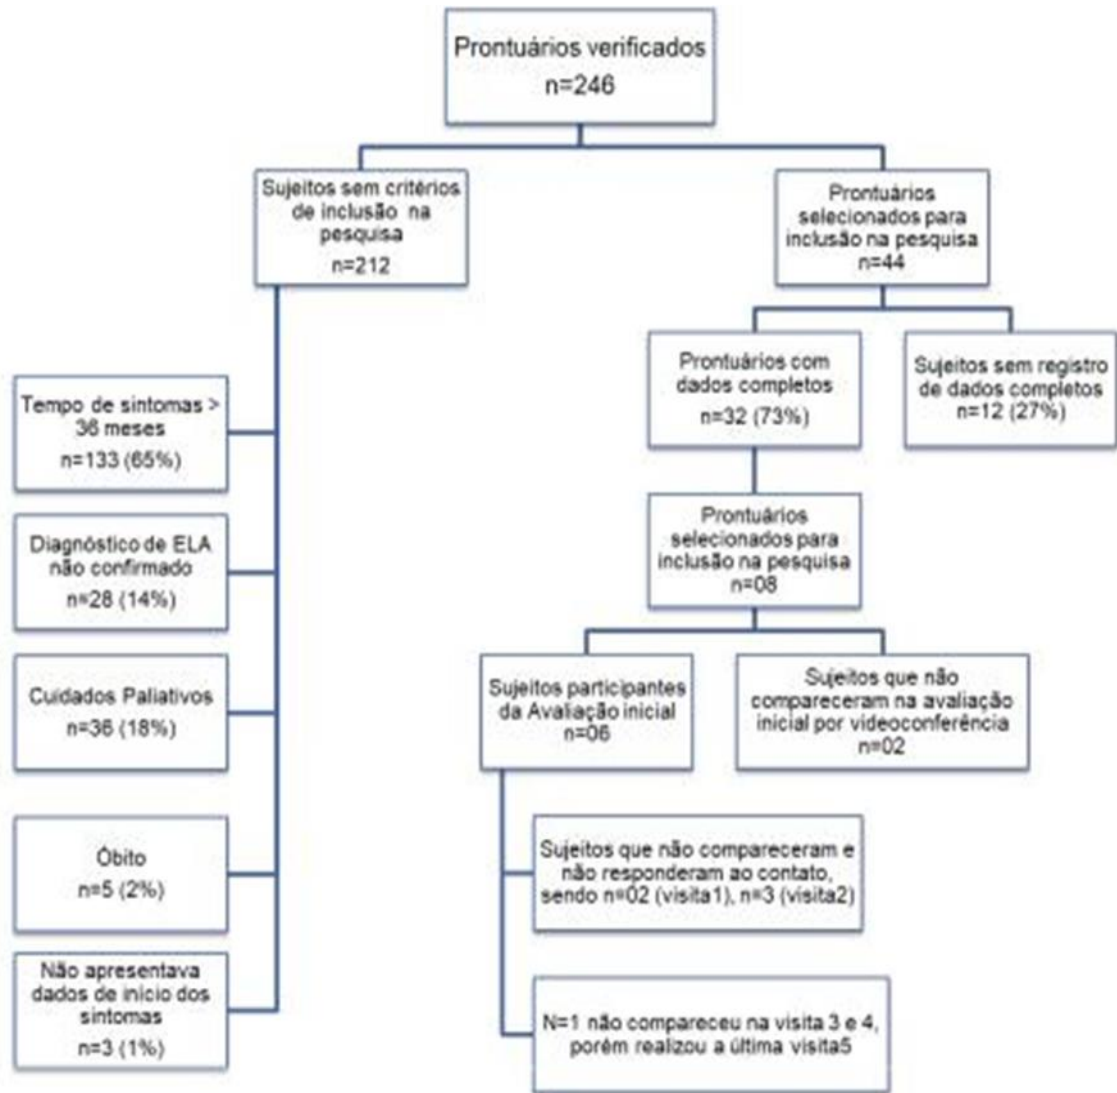 Prontuários verificados
n=246
Sujeitos sem critérios
de inclusão na
pesquisa
n=212
Prontuários
selecionados para
inclusão na pesquisa
n=44
Tempo de sintomas >
36 meses
n=133 (65%)
Diagnóstico de ELA
não confirmado
n=28 (14%)
Cuidados Paliativos
n=36 (18%)
Óbito
n=5 (2%)
Não apresentava
dados de início dos
sintomas
n=3 (1%)
Prontuários com
dados completos
n=32 (73%)
Sujeitos sem registro
de dados completos
n=12 (27%)
Prontuários
selecionados para
inclusão na pesquisa
n=08
Sujeitos participantes
da Avaliação inicial
n=06
Sujeitos que não
compareceram na avaliação
inicial por videoconferência
n=02
Sujeitos que não compareceram e
não responderam ao contato,
sendo n=02 (visita1), n=3 (visita2)
N=1 não compareceu na visita 3 e 4,
porém realizou a última visita5